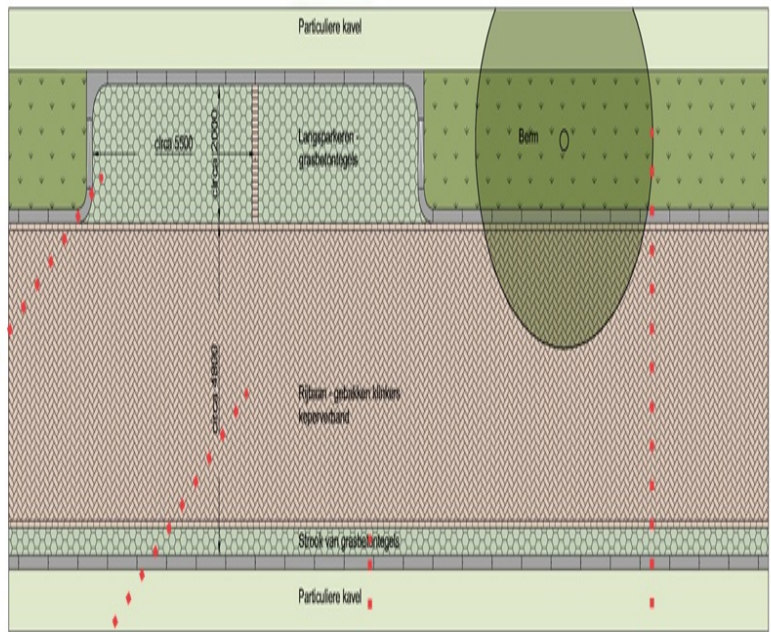 Particuliere kavel
circa 5500
circa 2000
Langsparkeren -
grasbetontegels
Berm
circa 4800
Rijbaan - gebakken klinkers
keperverband
Strook van grasbetontegels
Particuliere kavel